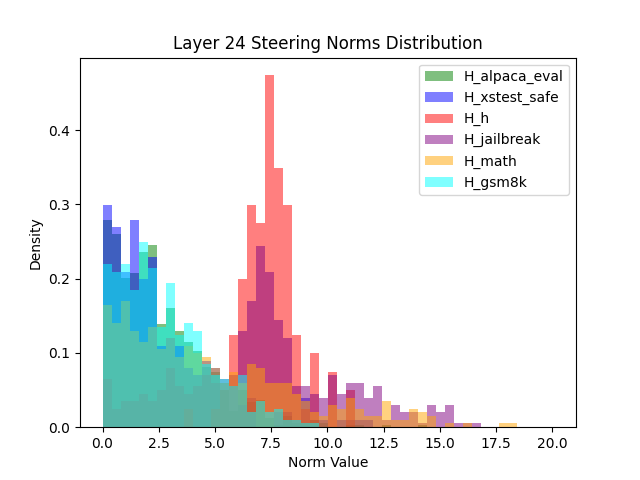 Layer 24 Steering Norms Distribution
H_alpaca_eval
H_xstest_safe
H_h
H_jailbreak
H_math
H_gsm8k
Density
0.4
0.3
0.2
0.1
0.0
0.0 2.5 5.0 7.5 10.0 12.5 15.0 17.5 20.0
Norm Value